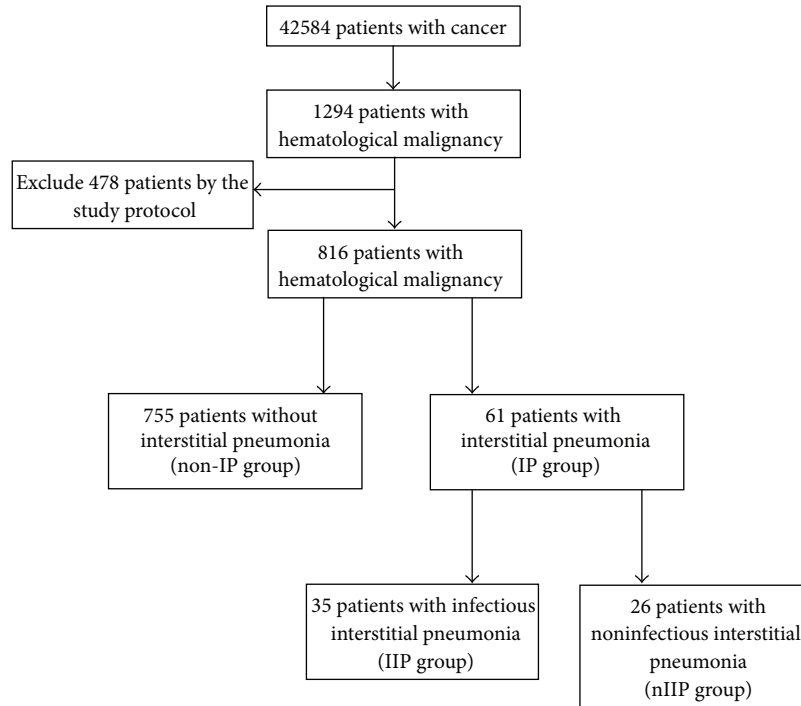 42584 patients with cancer
1294 patients with
hematological malignancy
Exclude 478 patients by the
study protocol
816 patients with
hematological malignancy
755 patients without
interstitial pneumonia
(non-IP group)
61 patients with
interstitial pneumonia
(IP group)
35 patients with infectious
interstitial pneumonia
(IIP group)
26 patients with
noninfectious interstitial
pneumonia
(nIIP group)